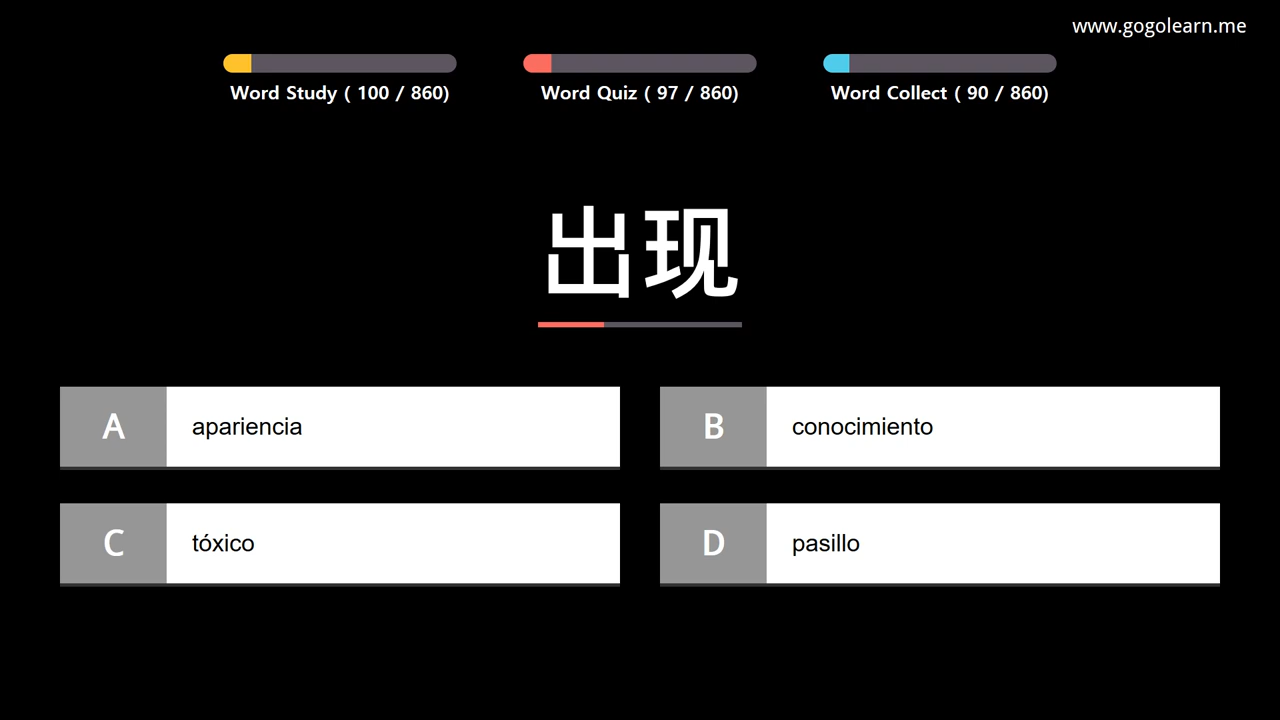 www.gogolearn.me
Word Study ( 100 / 860)
Word Quiz ( 97 / 860)
Word Collect ( 90 / 860)
出现
A
apariencia
B
conocimiento
C
tóxico
D
pasillo